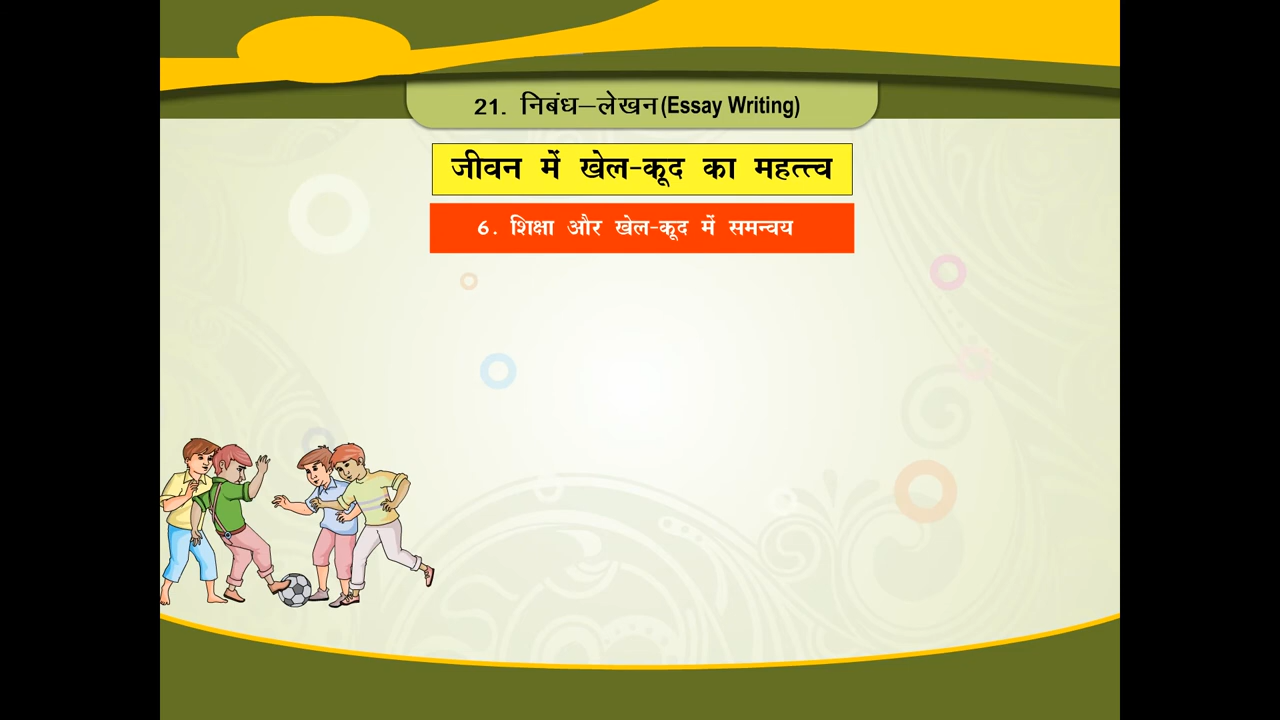 21. निबंध–लेखन(Essay Writing)
जीवन में खेल-कूद का महत्त्व
6. शिक्षा और खेल-कूद में समन्वय